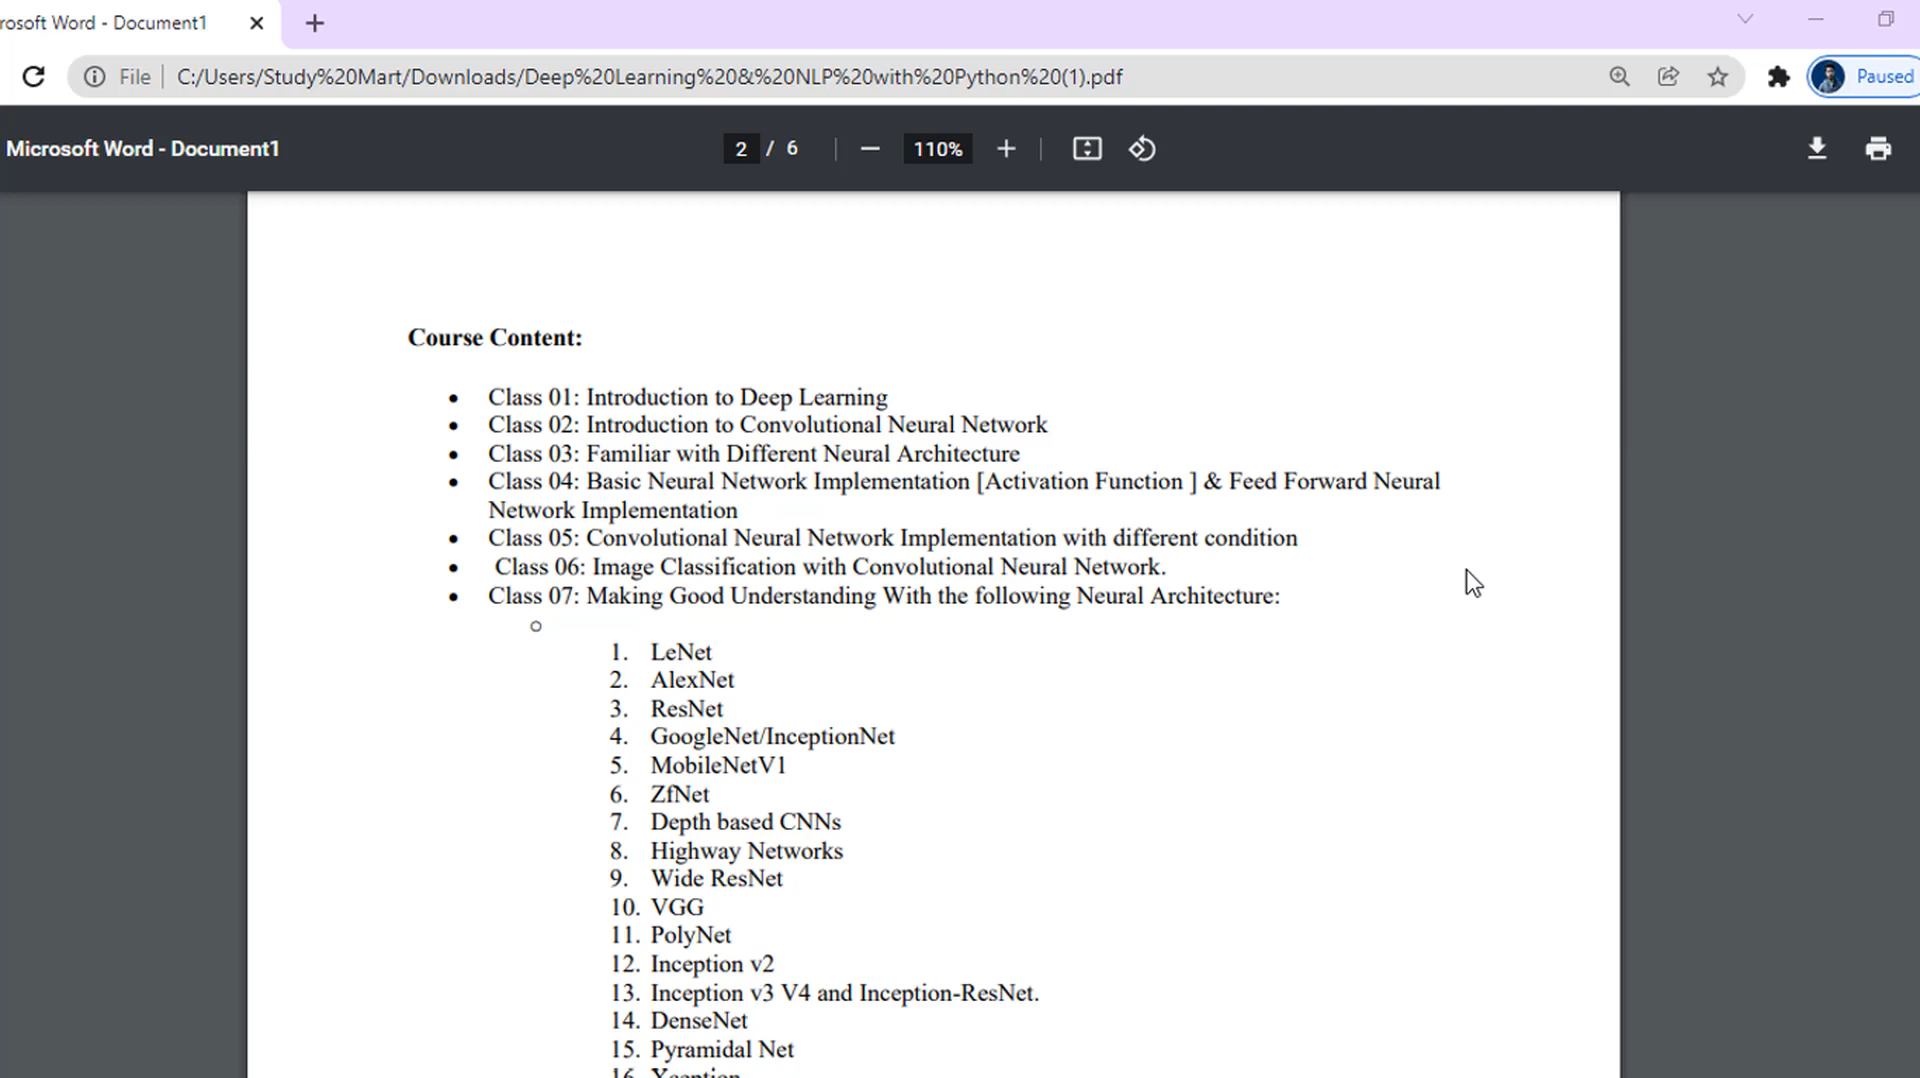 rosoft Word - Document1
File
C:/Users/Study%20Mart/Downloads/Deep%20Learning%20&%20NLP%20with%20Python%20(1).pdf
Paused
Microsoft Word - Document1
2 / 6
110%
Course Content:
• Class 01: Introduction to Deep Learning
• Class 02: Introduction to Convolutional Neural Network
• Class 03: Familiar with Different Neural Architecture
• Class 04: Basic Neural Network Implementation [Activation Function ] & Feed Forward Neural
Network Implementation
• Class 05: Convolutional Neural Network Implementation with different condition
• Class 06: Image Classification with Convolutional Neural Network.
• Class 07: Making Good Understanding With the following Neural Architecture:
1. LeNet
2. AlexNet
3. ResNet
4. GoogleNet/InceptionNet
5. MobileNetV1
6. ZfNet
7. Depth based CNNs
8. Highway Networks
9. Wide ResNet
10. VGG
11. PolyNet
12. Inception v2
13. Inception v3 V4 and Inception-ResNet.
14. DenseNet
15. Pyramidal Net
16. Xception